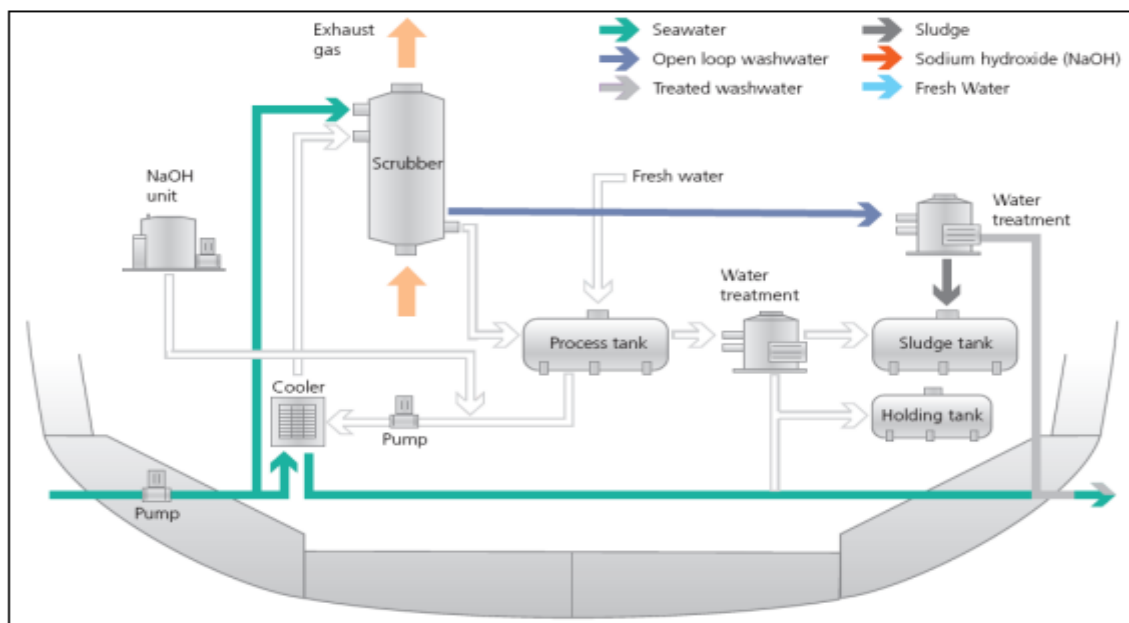 Exhaust
gas
Seawater
Open loop washwater
Treated washwater
Sludge
Sodium hydroxide (NaOH)
Fresh Water
Scrubber
NaOH
unit
Fresh water
Water
treatment
Water
treatment
Process tank
Sludge tank
Cooler
Holding tank
Pump
Pump